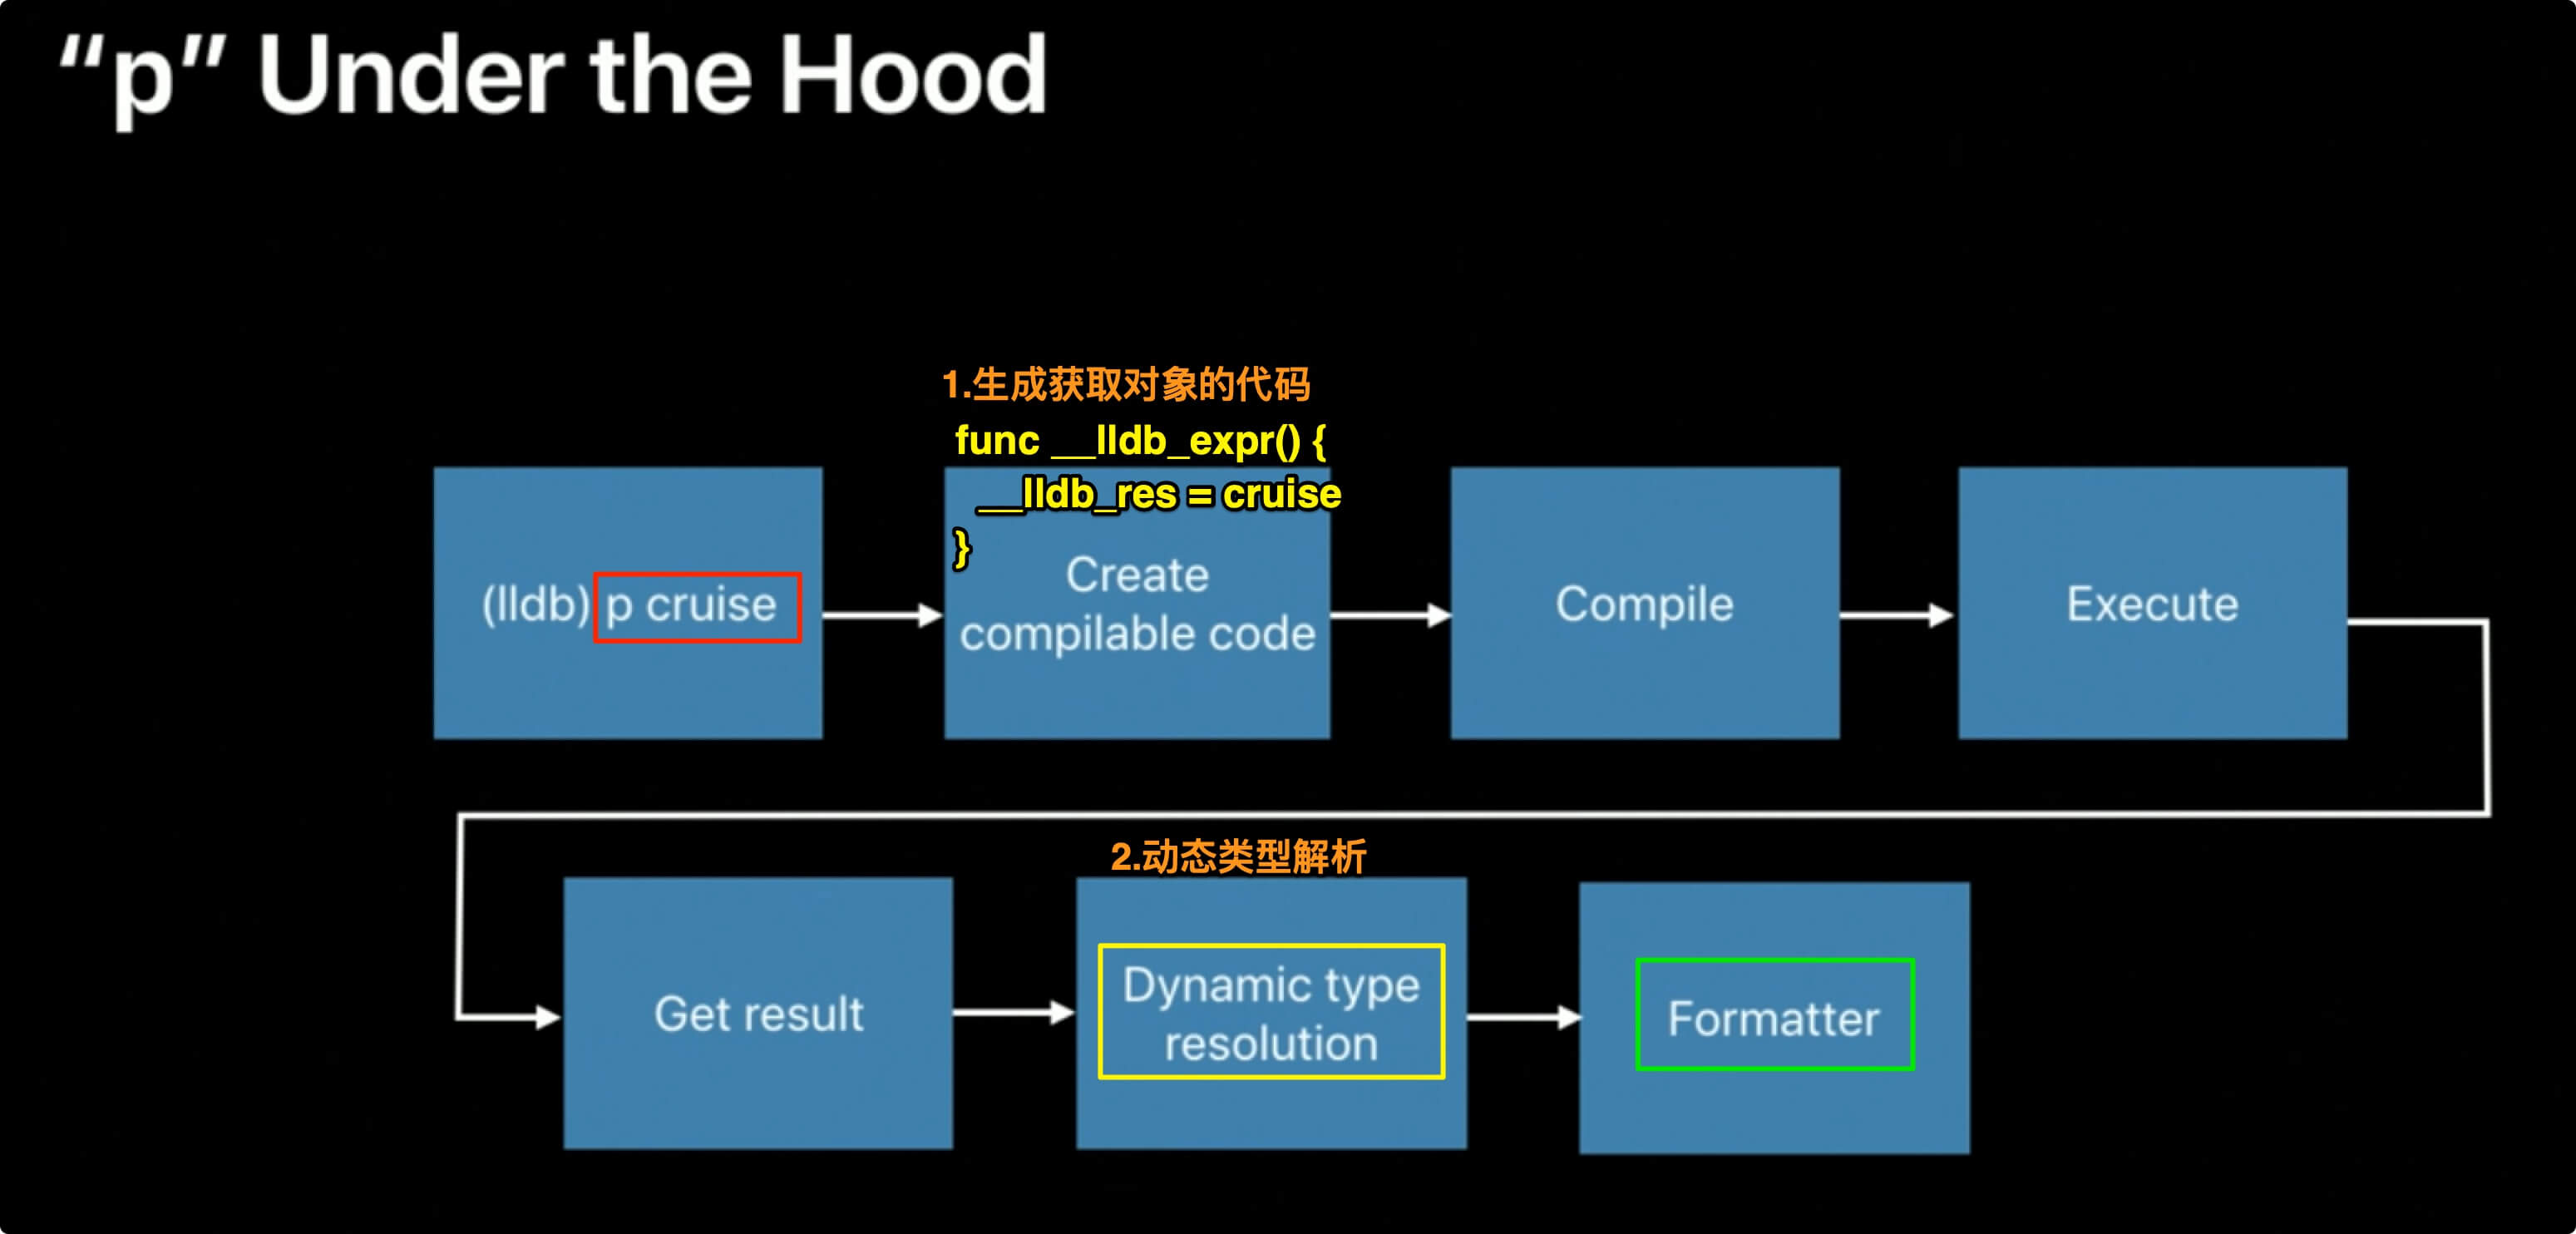 “p” Under the Hood
1.生成获取对象的代码
func __lldb_expr() {
__lldb_res = cruise
}
(lldb) p cruise
Create
compilable code
Compile
Execute
2.动态类型解析
Get result
Dynamic type
resolution
Formatter